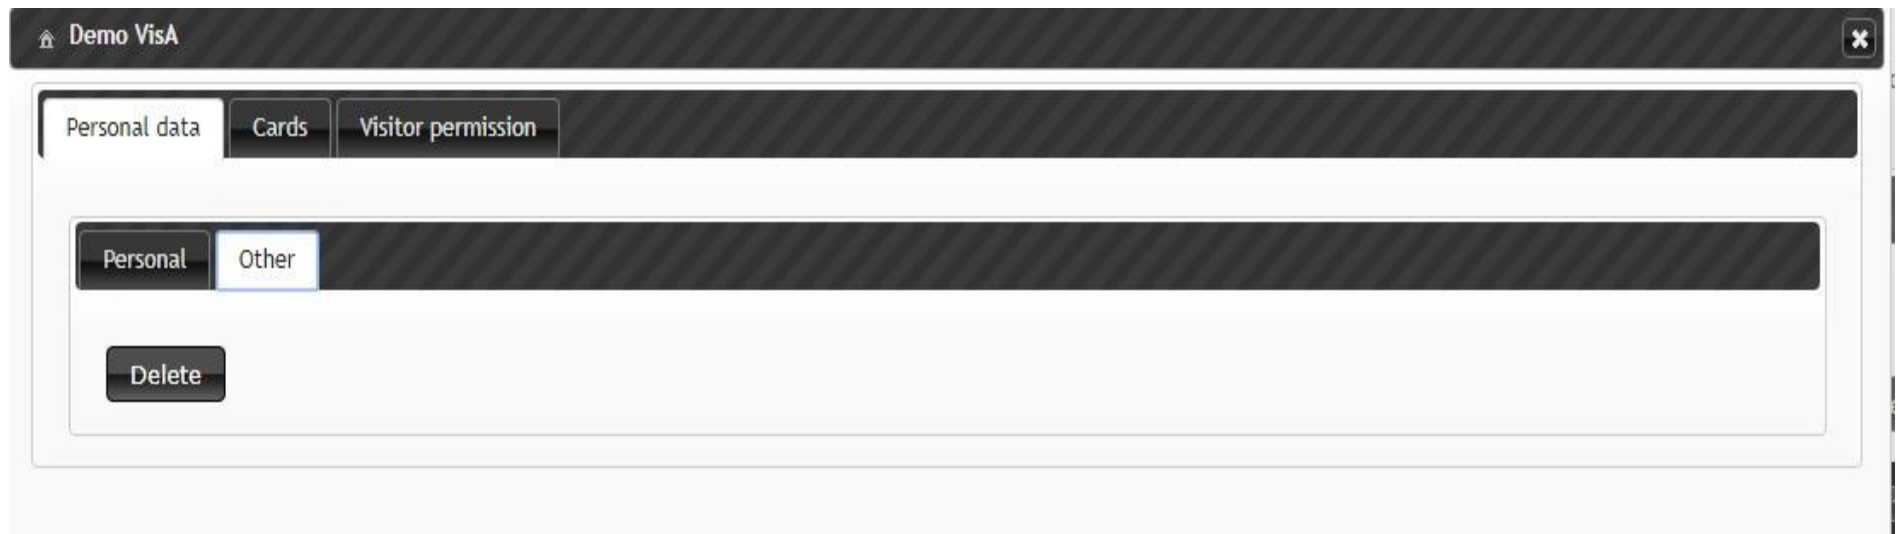 Demo VisA
Personal data Cards Visitor permission
Personal Other
Delete